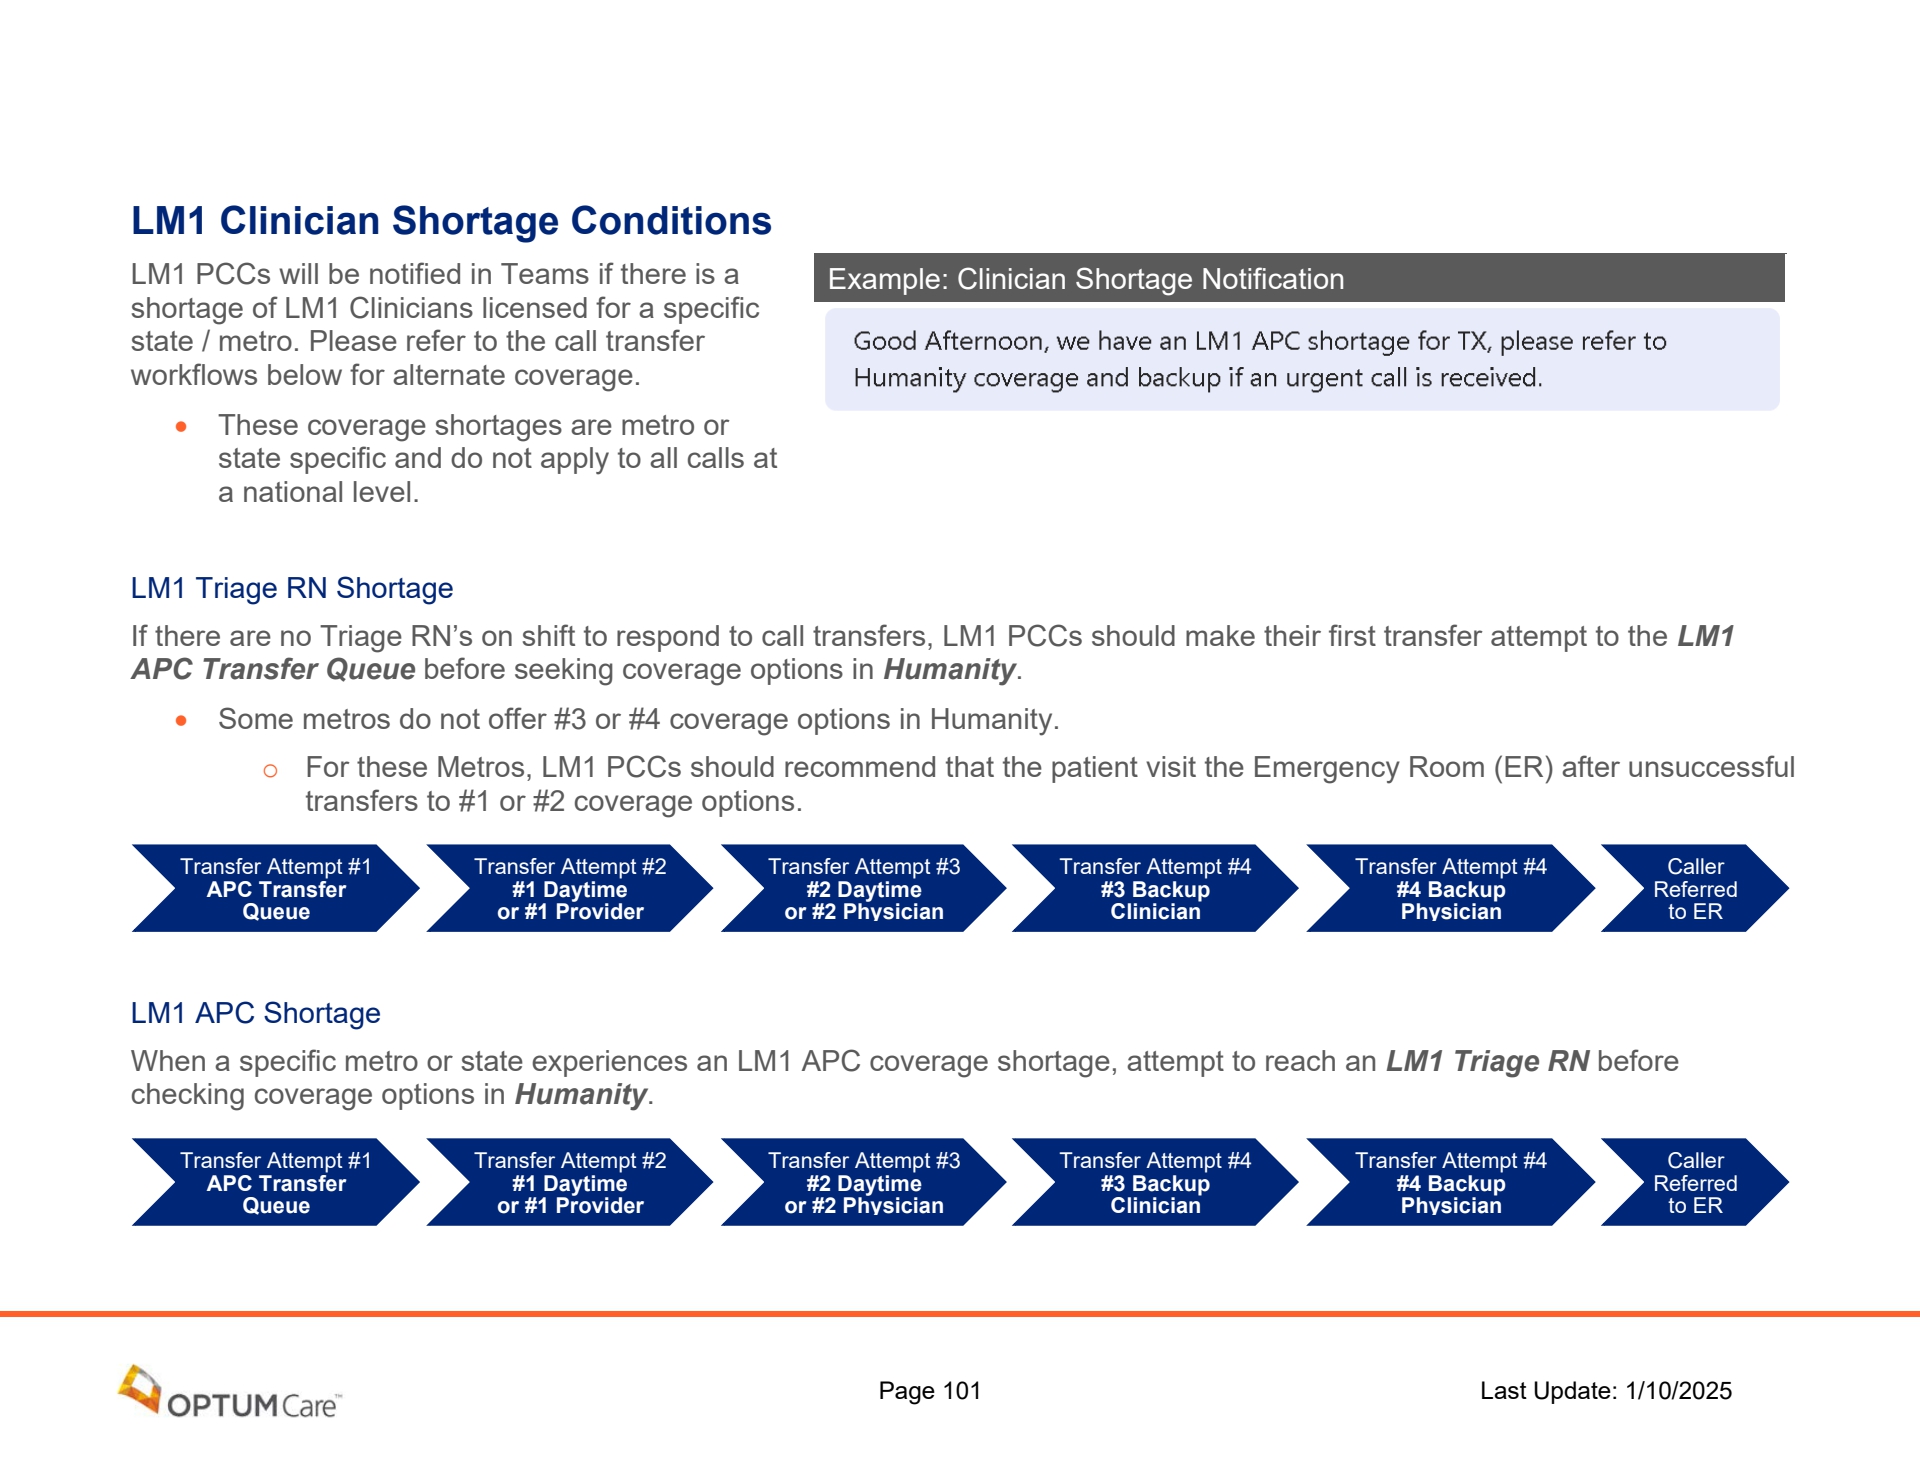 LM1 Clinician Shortage Conditions
LM1 PCCs will be notified in Teams if there is a
shortage of LM1 Clinicians licensed for a specific
state / metro. Please refer to the call transfer
workflows below for alternate coverage.
• These coverage shortages are metro or
state specific and do not apply to all calls at
a national level.
Example: Clinician Shortage Notification
Good Afternoon, we have an LM1 APC shortage for TX, please refer to
Humanity coverage and backup if an urgent call is received.
LM1 Triage RN Shortage
If there are no Triage RN’s on shift to respond to call transfers, LM1 PCCs should make their first transfer attempt to the LM1
APC Transfer Queue before seeking coverage options in Humanity.
• Some metros do not offer #3 or #4 coverage options in Humanity.
o For these Metros, LM1 PCCs should recommend that the patient visit the Emergency Room (ER) after unsuccessful
transfers to #1 or #2 coverage options.
Transfer Attempt #1
APC Transfer
Queue
Transfer Attempt #2
#1 Daytime
or #1 Provider
Transfer Attempt #3
#2 Daytime
or #2 Physician
Transfer Attempt #4
#3 Backup
Clinician
Transfer Attempt #4
#4 Backup
Physician
Caller
Referred
to ER
LM1 APC Shortage
When a specific metro or state experiences an LM1 APC coverage shortage, attempt to reach an LM1 Triage RN before
checking coverage options in Humanity.
Transfer Attempt #1
APC Transfer
Queue
Transfer Attempt #2
#1 Daytime
or #1 Provider
Transfer Attempt #3
#2 Daytime
or #2 Physician
Transfer Attempt #4
#3 Backup
Clinician
Transfer Attempt #4
#4 Backup
Physician
Caller
Referred
to ER
OPTUM Care™
Page 101
Last Update: 1/10/2025